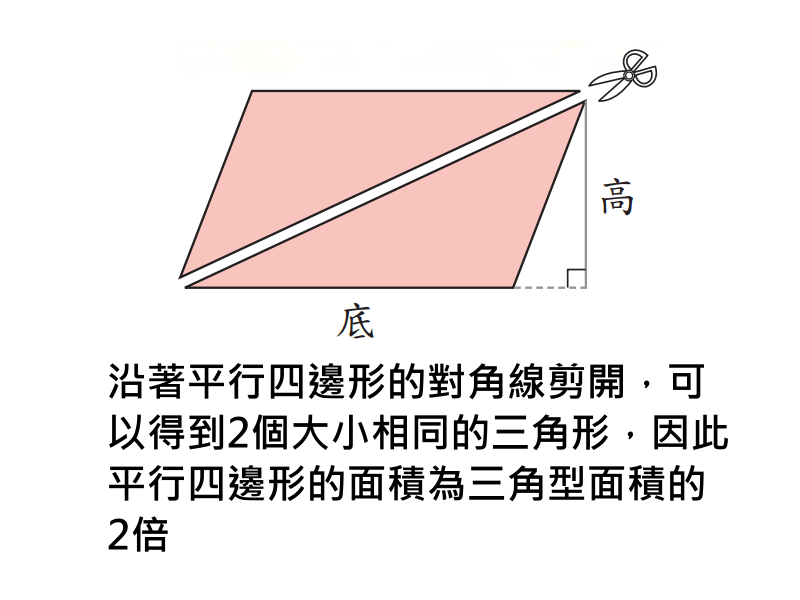 高
底
沿著平行四邊形的對角線剪開，可
以得到2個大小相同的三角形，因此
平行四邊形的面積為三角型面積的
2倍